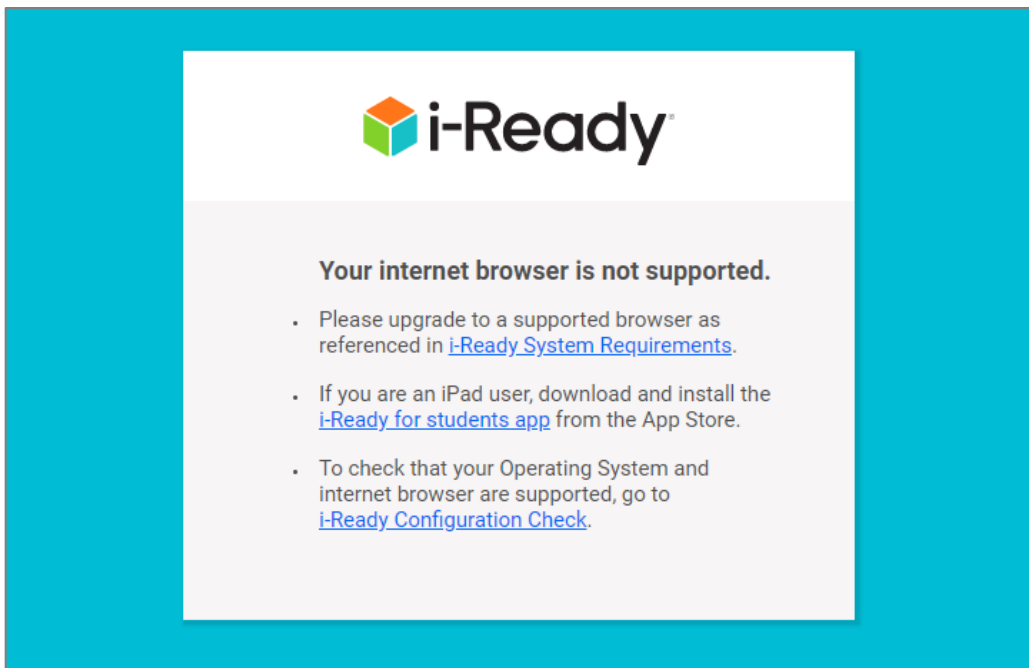 i-Ready®
Your internet browser is not supported.
• Please upgrade to a supported browser as
referenced in i-Ready System Requirements.
• If you are an iPad user, download and install the
i-Ready for students app from the App Store.
• To check that your Operating System and
internet browser are supported, go to
i-Ready Configuration Check.